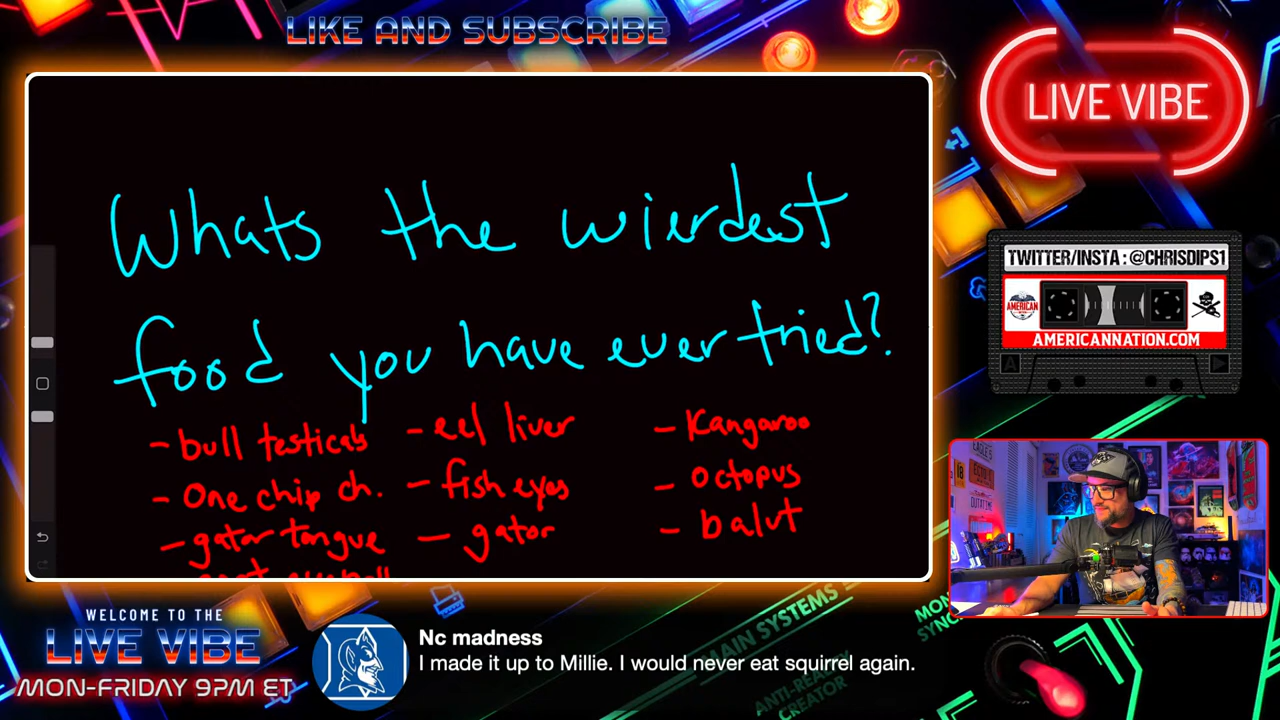 LIKE AND SUBSCRIBE
LIVE VIBE
Whats the wierdest
food you have ever tried?
- bull testicals
- One chip ch.
- gator tongue
- eel liver
- fish eyes
- gator
- Kangaroo
- Octopus
- balut
TWITTER/INSTA : @CHRISDIPS1
AMERICAN
AMERICANNATION.COM
A
WELCOME TO THE
LIVE VIBE
MON-FRIDAY 9PM ET
Nc madness
I made it up to Millie. I would never eat squirrel again.
MAIN SYSTEMS